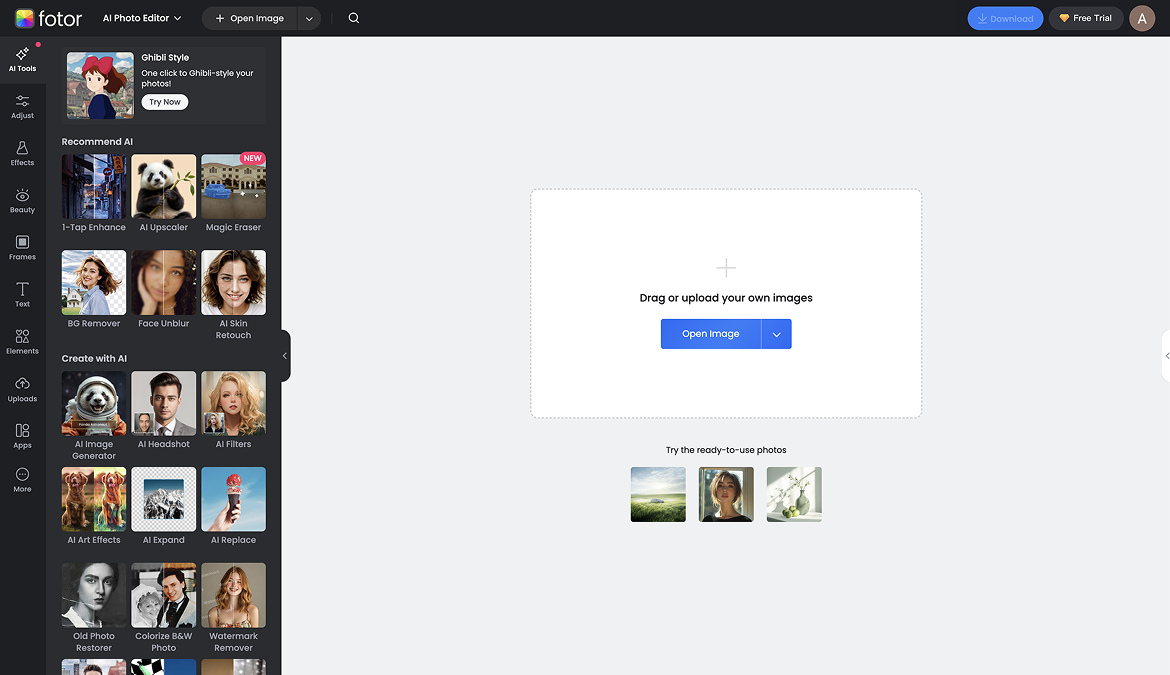 fotor
AI Photo Editor
Open Image
Download
Free Trial
A
AI Tools
Adjust
Effects
Beauty
Frames
Text
Elements
Uploads
Apps
More
Ghibli Style
One click to Ghibli-style your
photos!
Try Now
Recommend AI
NEW
1-Tap Enhance
AI Upscaler
Magic Eraser
BG Remover
Face Unblur
AI Skin
Retouch
Create with AI
AI Image
Generator
AI Headshot
AI Filters
AI Art Effects
AI Expand
AI Replace
Old Photo
Restorer
Colorize B&W
Photo
Watermark
Remover
Drag or upload your own images
Open Image
Try the ready-to-use photos